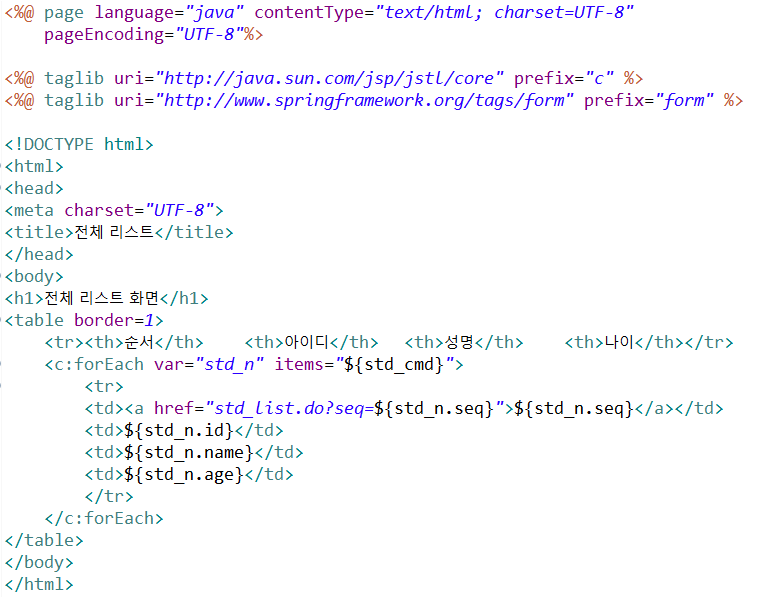 <%@ page language="java" contentType="text/html; charset=UTF-8"
    pageEncoding="UTF-8"%>
<%@ taglib uri="http://java.sun.com/jsp/jstl/core" prefix="c" %>
<%@ taglib uri="http://www.springframework.org/tags/form" prefix="form" %>
<!DOCTYPE html>
<html>
<head>
<meta charset="UTF-8">
<title>전체 리스트</title>
</head>
<body>
<h1>전체 리스트 화면</h1>
<table border=1>
    <tr><th>순서</th>    <th>아이디</th>   <th>성명</th>    <th>나이</th></tr>
    <c:forEach var="std_n" items="${std_cmd}">
        <tr>
        <td><a href="std_list.do?seq=${std_n.seq}">${std_n.seq}</a></td>
        <td>${std_n.id}</td>
        <td>${std_n.name}</td>
        <td>${std_n.age}</td>
        </tr>
    </c:forEach>
</table>
</body>
</html>